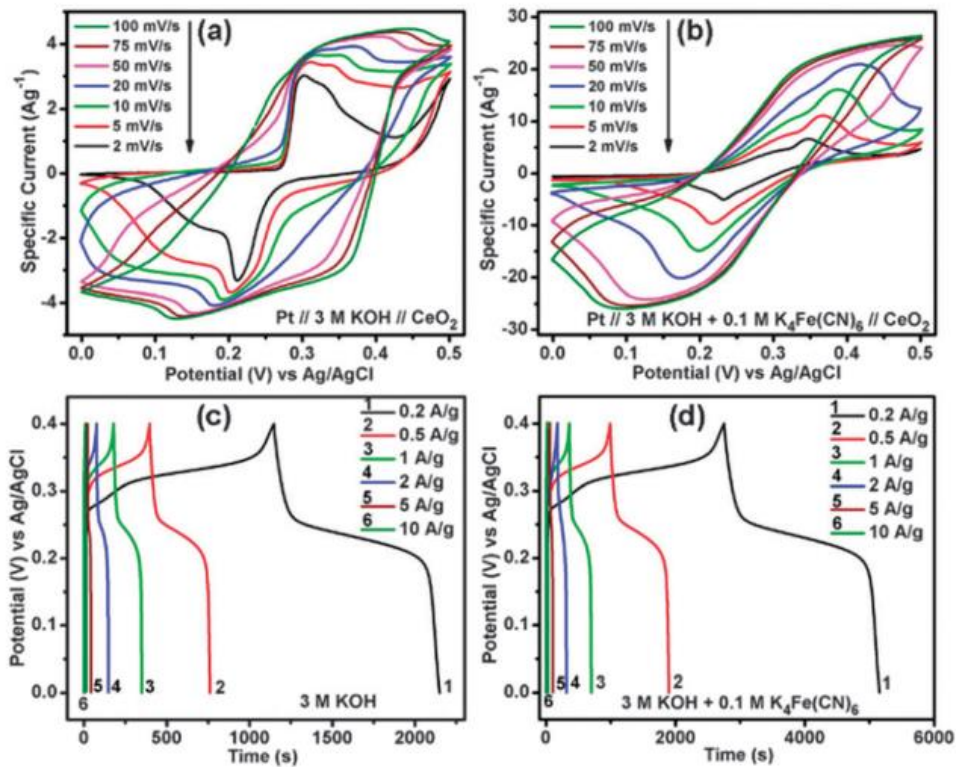 (a)
100 mV/s
75 mV/s
50 mV/s
20 mV/s
10 mV/s
5 mV/s
2 mV/s
Pt // 3 M KOH // CeO2
Specific Current (Ag-1)
4
2
0
-2
-4
0.0 0.1 0.2 0.3 0.4 0.5
Potential (V) vs Ag/AgCl
(b)
100 mV/s
75 mV/s
50 mV/s
20 mV/s
10 mV/s
5 mV/s
2 mV/s
Pt // 3 M KOH + 0.1 M K4Fe(CN)6 // CeO2
Specific Current (Ag-1)
30
20
10
0
-10
-20
-30
0.0 0.1 0.2 0.3 0.4 0.5
Potential (V) vs Ag/AgCl
(c)
1 0.2 A/g
2 0.5 A/g
3 1 A/g
4 2 A/g
5 5 A/g
6 10 A/g
6 5 4 3 2 1
3 M KOH
Potential (V) vs Ag/AgCl
0.4
0.3
0.2
0.1
0.0
0 500 1000 1500 2000
Time (s)
(d)
1 0.2 A/g
2 0.5 A/g
3 1 A/g
4 2 A/g
5 5 A/g
6 10 A/g
6 5 4 3 2 1
3 M KOH + 0.1 M K4Fe(CN)6
Potential (V) vs Ag/AgCl
0.4
0.3
0.2
0.1
0.0
0 2000 4000 6000
Time (s)